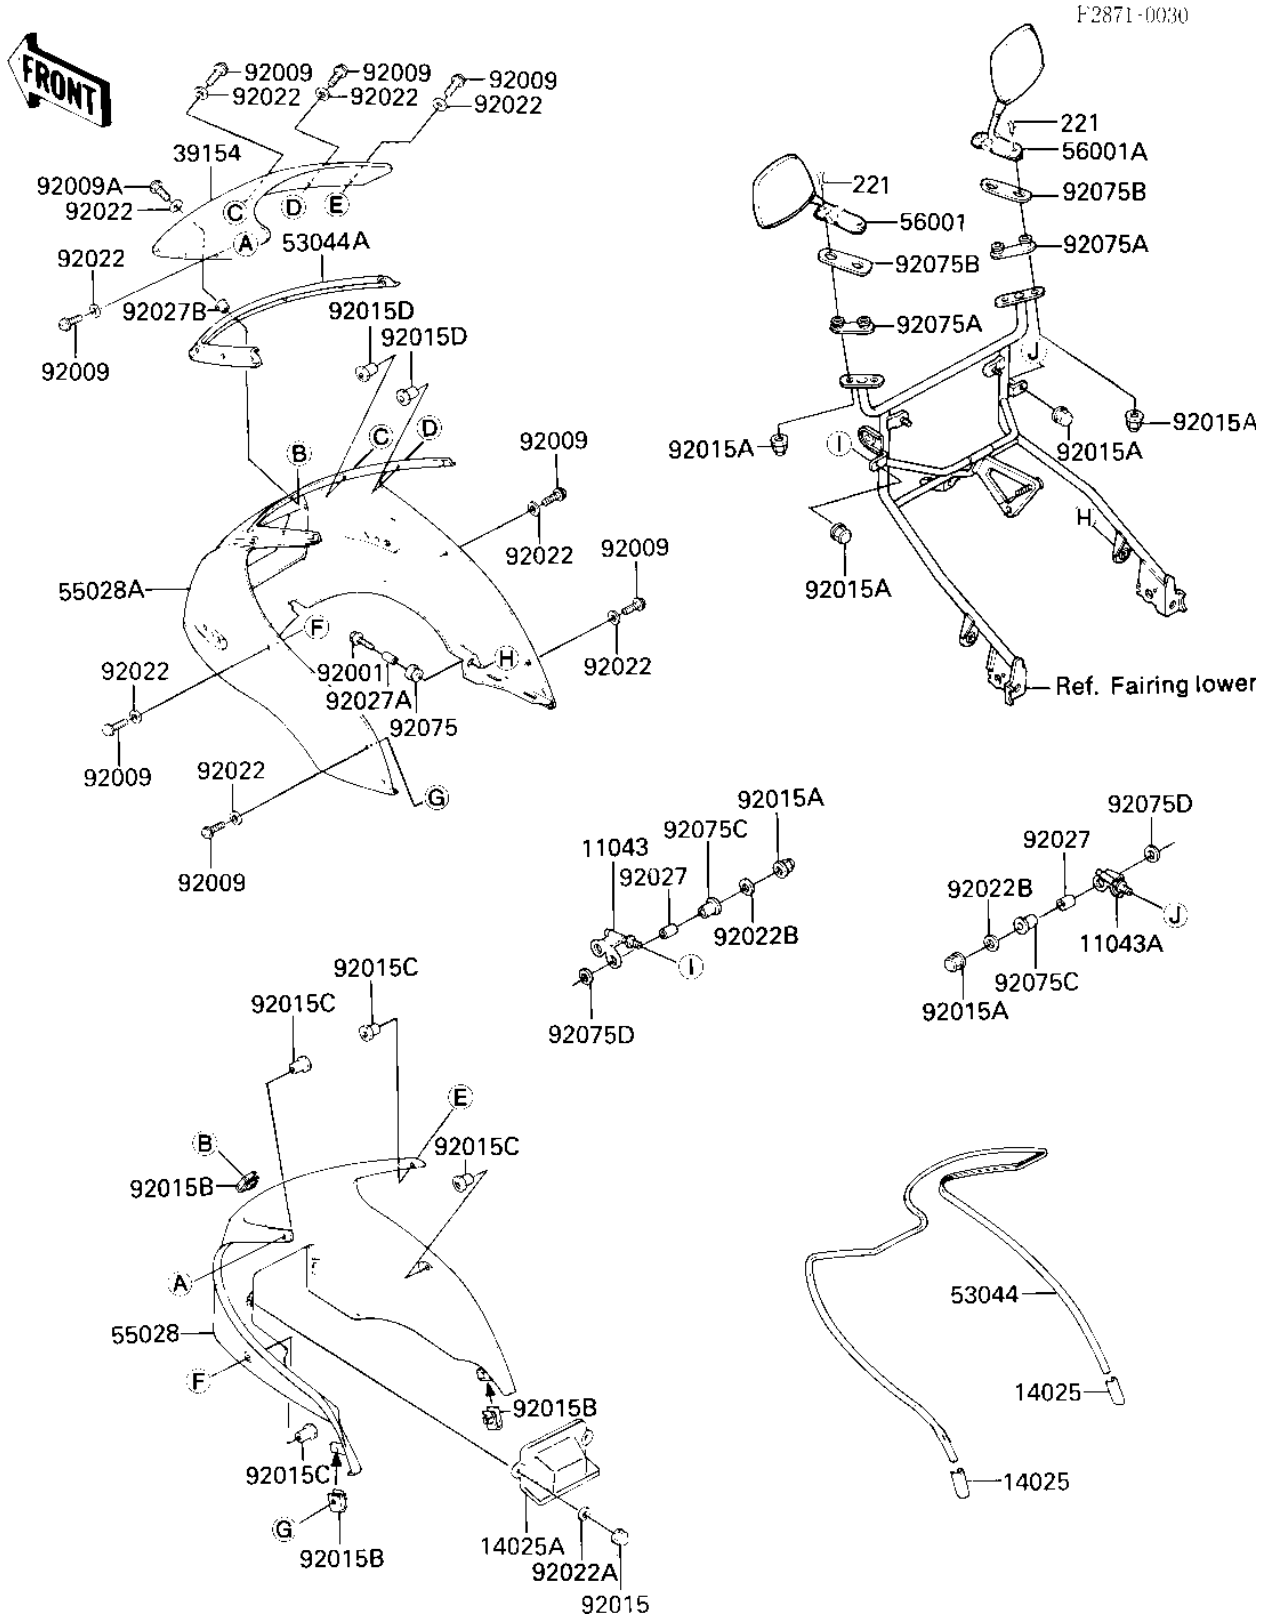 F2871-0030
FRONT
92009
92022
92009
92022
92009
92022
39154
92009A
92022
C
D
E
A
53044A
92022
92027B
92009
92015D
92015D
221
56001A
92075B
92075A
221
56001
92075B
92075A
J
92015A
I
92015A
92015A
92015A
H
Ref. Fairing lower
B
C
D
92009
92022
92009
92022
55028A
F
92001
92027A
92075
H
92022
92009
92022
92009
G
92015A
92075C
11043
92027
92022B
I
92075D
92075D
92027
92022B
J
11043A
92075C
92015A
92015C
92015C
E
B
92015C
92015B
A
55028
F
92015B
92015C
G
92015B
14025A
92022A
92015
53044
14025
14025